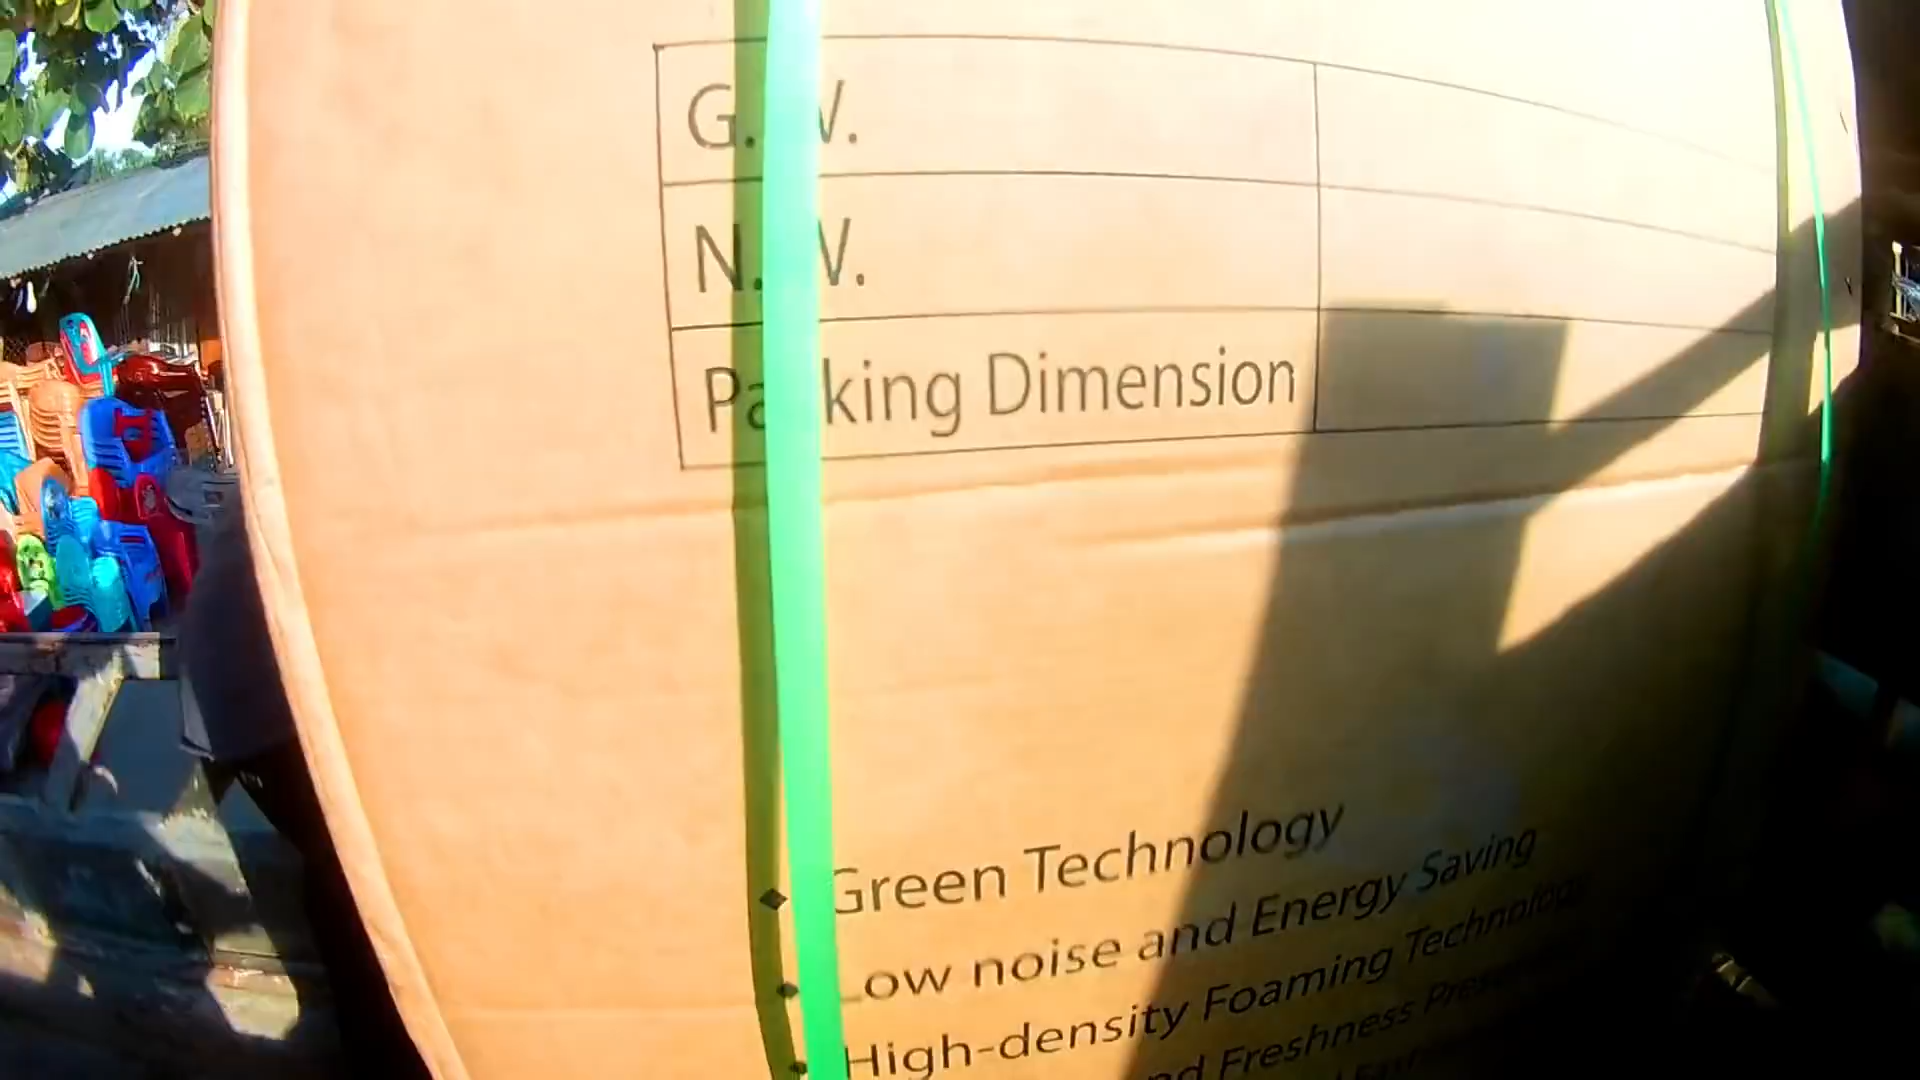 G. W.
N. W.
Packing Dimension
Green Technology
Low noise and Energy Saving
High-density Foaming Technology
Freshness